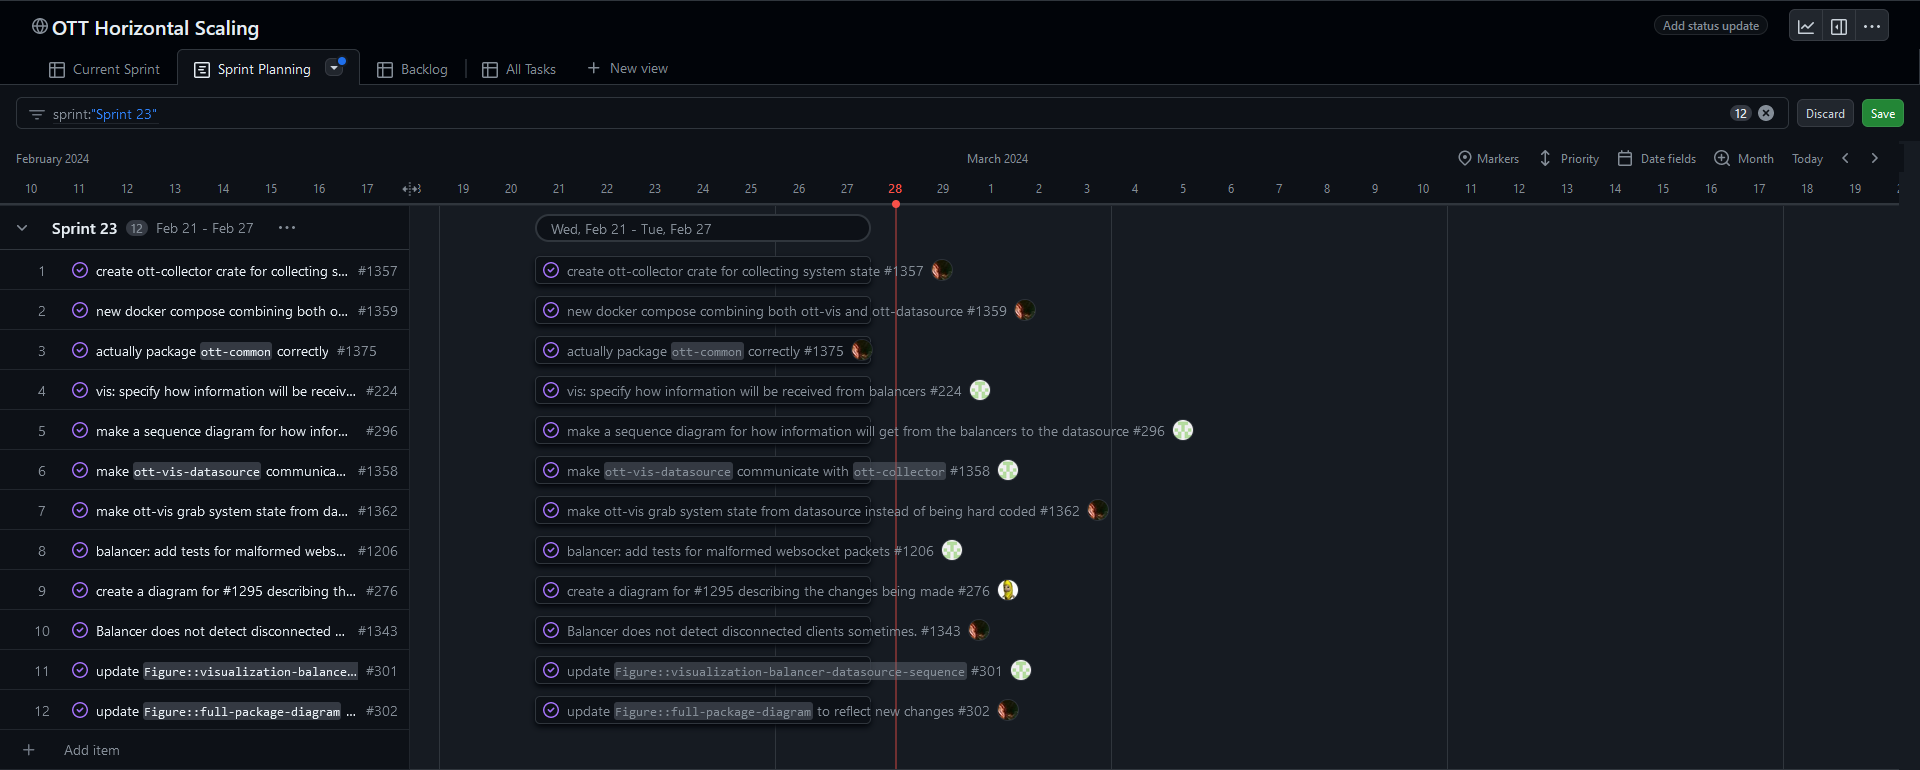 OTT Horizontal Scaling
Add status update
Current Sprint
Sprint Planning
Backlog
All Tasks
New view
sprint:"Sprint 23"
12
Discard
Save
February 2024
March 2024
Markers
Priority
Date fields
Month
Today
10 11 12 13 14 15 16 17 19 20 21 22 23 24 25 26 27 28 29 1 2 3 4 5 6 7 8 9 10 11 12 13 14 15 16 17 18 19
Sprint 23 12 Feb 21 - Feb 27
Wed, Feb 21 - Tue, Feb 27
1 create ott-collector crate for collecting s... #1357
create ott-collector crate for collecting system state #1357
2 new docker compose combining both o... #1359
new docker compose combining both ott-vis and ott-datasource #1359
3 actually package ott-common correctly #1375
actually package ott-common correctly #1375
4 vis: specify how information will be receiv... #224
vis: specify how information will be received from balancers #224
5 make a sequence diagram for how infor... #296
make a sequence diagram for how information will get from the balancers to the datasource #296
6 make ott-vis-datasource communica... #1358
make ott-vis-datasource communicate with ott-collector #1358
7 make ott-vis grab system state from da... #1362
make ott-vis grab system state from datasource instead of being hard coded #1362
8 balancer: add tests for malformed webs... #1206
balancer: add tests for malformed websocket packets #1206
9 create a diagram for #1295 describing th... #276
create a diagram for #1295 describing the changes being made #276
10 Balancer does not detect disconnected ... #1343
Balancer does not detect disconnected clients sometimes. #1343
11 update Figure::visualization-balance... #301
update Figure::visualization-balancer-datasource-sequence #301
12 update Figure::full-package-diagram ... #302
update Figure::full-package-diagram to reflect new changes #302
Add item